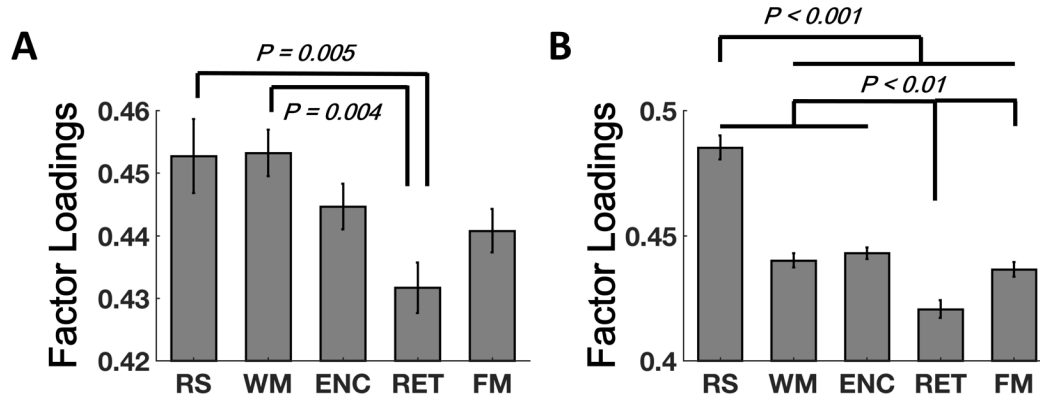 A
P = 0.005
P = 0.004
Factor Loadings
0.46
0.45
0.44
0.43
0.42
RS WM ENC RET FM
B
P < 0.001
P < 0.01
Factor Loadings
0.5
0.45
0.4
RS WM ENC RET FM